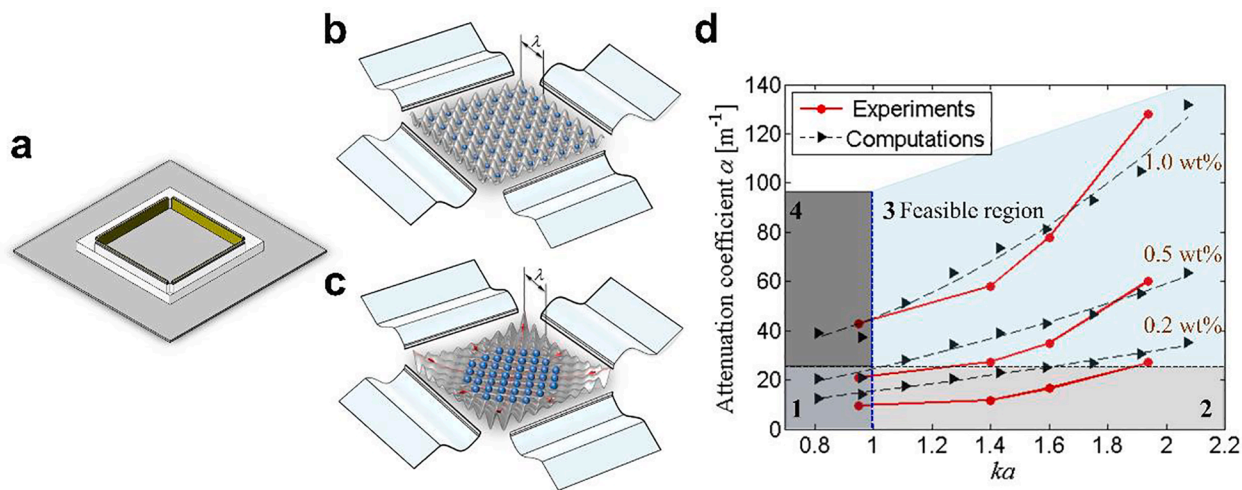 a
b
λ
c
λ
d
Attenuation coefficient α [m⁻¹]
140
120
100
80
60
40
20
0
Experiments
Computations
1.0 wt%
4
3 Feasible region
0.5 wt%
0.2 wt%
1
2
0.8
1
1.4
1.6
1.8
2
2.2
ka